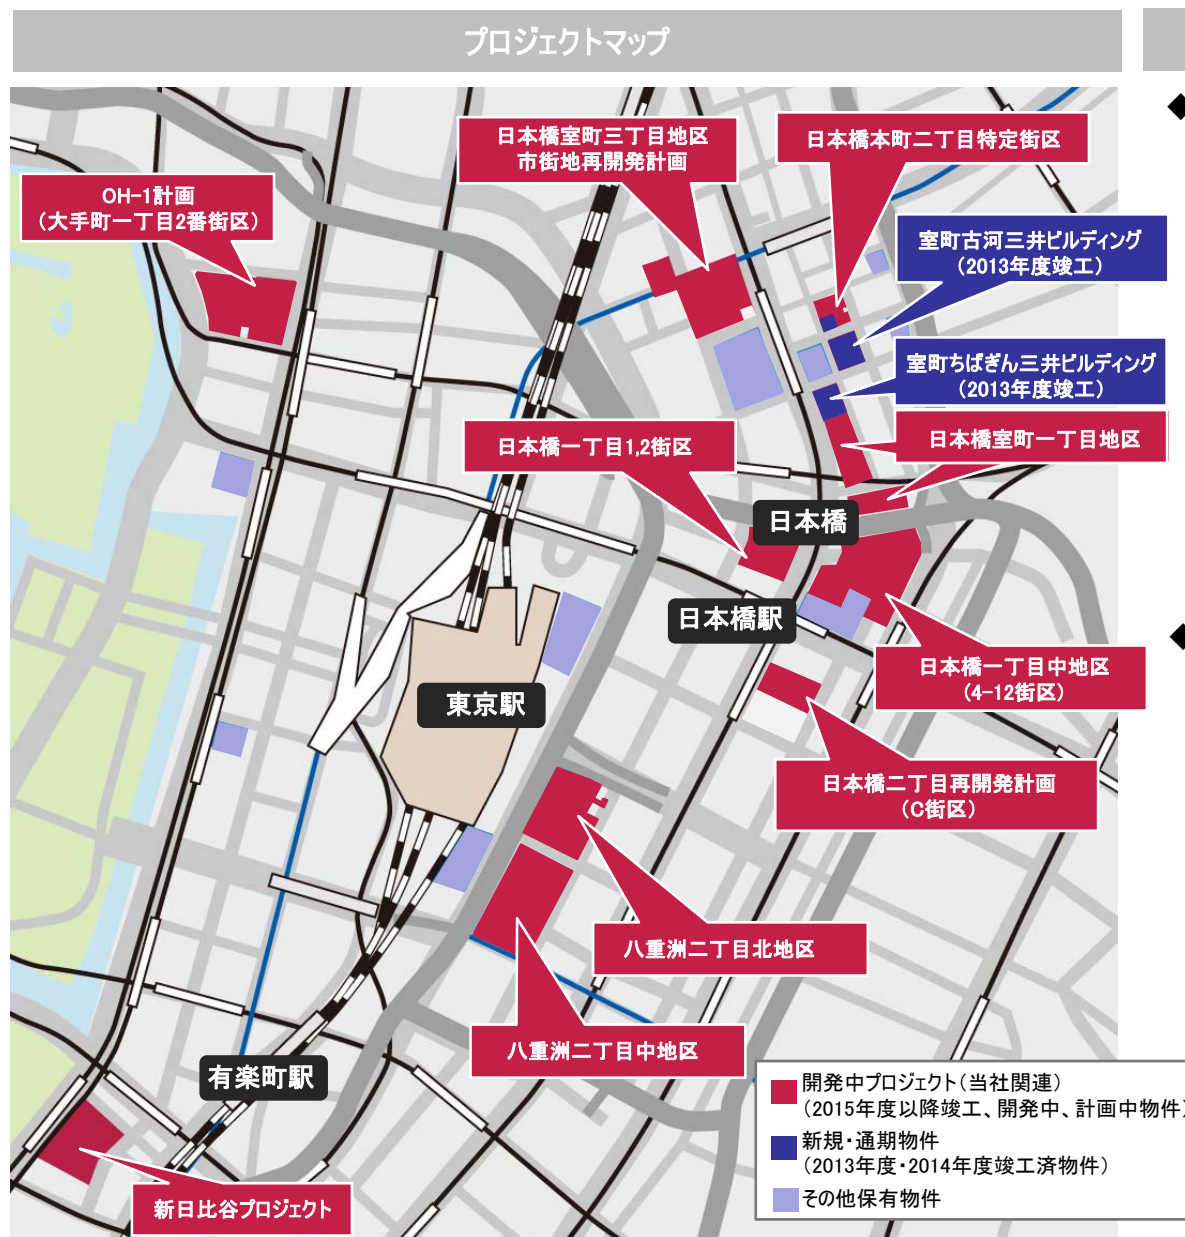 プロジェクトマップ
日本橋室町三丁目地区
市街地再開発計画
日本橋本町二丁目特定街区
OH-1計画
(大手町一丁目2番街区)
室町古河三井ビルディング
(2013年度竣工)
室町ちばぎん三井ビルディング
(2013年度竣工)
日本橋一丁目1,2街区
日本橋室町一丁目地区
日本橋
日本橋駅
日本橋一丁目中地区
(4-12街区)
東京駅
日本橋二丁目再開発計画
(C街区)
八重洲二丁目北地区
八重洲二丁目中地区
有楽町駅
新日比谷プロジェクト
開発中プロジェクト(当社関連)
(2015年度以降竣工、開発中、計画中物件)
新規・通期物件
(2013年度・2014年度竣工済物件)
その他保有物件